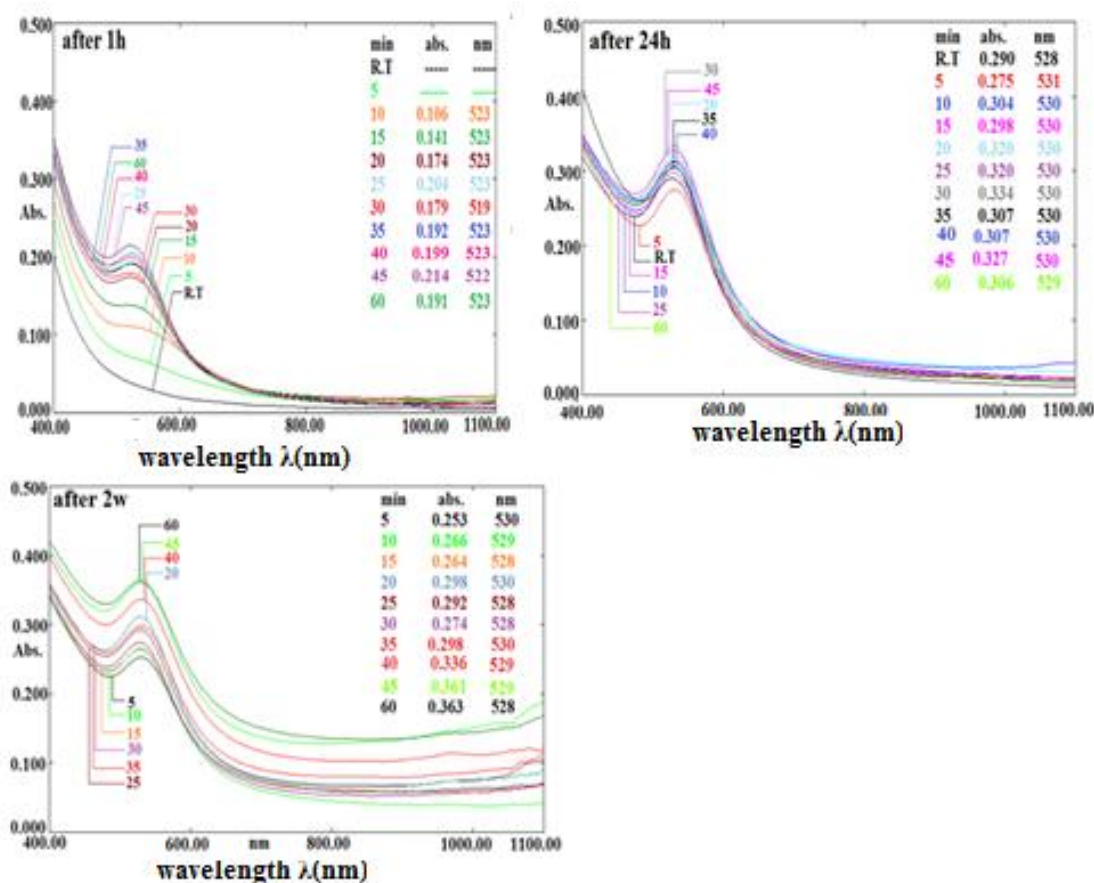 after 1h
0.500
0.400
0.300
Abs.
0.200
0.100
0.000
400.00 600.00 800.00 1000.00 1100.00
wavelength λ(nm)
min abs. nm
R.T ----- -----
5 ----- -----
10 0.106 523
15 0.141 523
20 0.174 523
25 0.204 523
30 0.179 519
35 0.192 523
40 0.199 523
45 0.214 522
60 0.191 523
35
60
40
25
45
30
20
15
10
5
R.T
after 24h
0.500
0.400
0.300
Abs.
0.200
0.100
0.000
400.00 600.00 800.00 1000.00 1100.00
wavelength λ(nm)
min abs. nm
R.T 0.290 528
5 0.275 531
10 0.304 530
15 0.298 530
20 0.320 530
25 0.320 530
30 0.334 530
35 0.307 530
40 0.307 530
45 0.327 530
60 0.306 529
30
45
20
35
40
5
R.T
15
10
25
60
after 2w
0.500
0.400
0.300
Abs.
0.200
0.100
0.000
400.00 600.00 nm 800.00 1000.00 1100.00
wavelength λ(nm)
min abs. nm
5 0.253 530
10 0.266 529
15 0.264 528
20 0.298 530
25 0.292 528
30 0.274 528
35 0.298 530
40 0.336 529
45 0.361 529
60 0.363 528
60
45
40
20
5
10
15
30
35
25